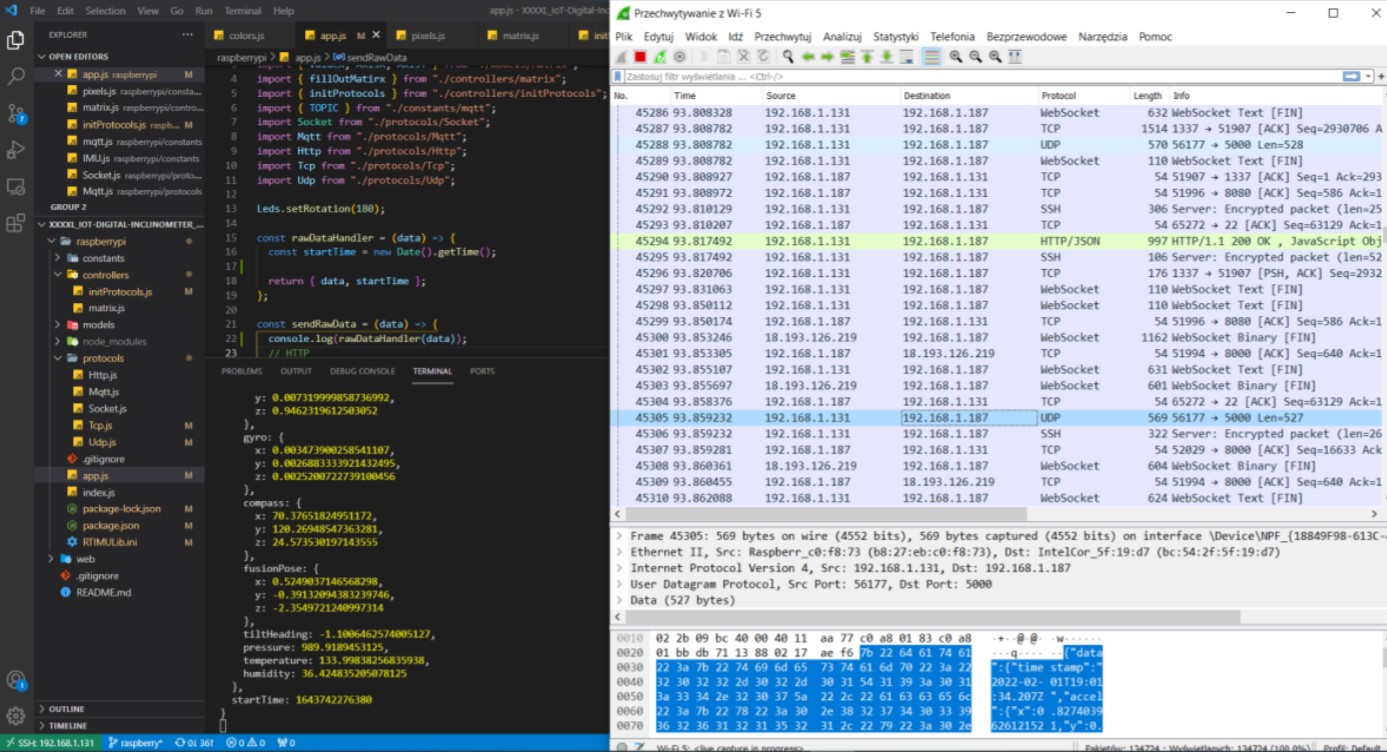 File Edit Selection View Go Run Terminal Help
app.js - XXXXL_IoT-Digital-Inc
EXPLORER
OPEN EDITORS
app.js raspberrypi M
pixels.js raspberrypi/consta...
matrix.js raspberrypi/contro...
initProtocols.js raspb... M
mqtt.js raspberrypi/constants
IMU.js raspberrypi/constants
Socket.js raspberrypi/proto...
Mqtt.js raspberrypi/protocols
GROUP 2
XXXXL_IOT-DIGITAL-INCLINOMETER_...
raspberrypi
constants
controllers
initProtocols.js M
matrix.js
models
node_modules
protocols
Http.js
Mqtt.js
Socket.js
Tcp.js M
Udp.js M
.gitignore
app.js M
index.js
package-lock.json M
package.json M
RTIMULib.ini M
web
.gitignore
README.md
OUTLINE
TIMELINE
SSH: 192.168.1.131 raspberry* 0↓ 36↑ 0 0 0
colors.js app.js M pixels.js matrix.js
raspberrypi > app.js > sendRawData
4 import { fillOutMatirx } from "./controllers/matrix";
5 import { initProtocols } from "./controllers/initProtocols";
6 import { TOPIC } from "./constants/mqtt";
7 import Socket from "./protocols/Socket";
8 import Mqtt from "./protocols/Mqtt";
9 import Http from "./protocols/Http";
10 import Tcp from "./protocols/Tcp";
11 import Udp from "./protocols/Udp";
12
13 Leds.setRotation(180);
14
15 const rawDataHandler = (data) => {
16 const startTime = new Date().getTime();
17
18 return { data, startTime };
19 };
20
21 const sendRawData = (data) => {
22 console.log(rawDataHandler(data));
23 // HTTP
PROBLEMS OUTPUT DEBUG CONSOLE TERMINAL PORTS
y: 0.007319999858736992,
z: 0.9462319612503052
},
gyro: {
x: 0.003473900258541107,
y: 0.0026883333921432495,
z: 0.0025200722739100456
},
compass: {
x: 70.37651824951172,
y: 120.26948547363281,
z: 24.573530197143555
},
fusionPose: {
x: 0.5249037146568298,
y: -0.39132094383239746,
z: -2.3549721240997314
},
tiltHeading: -1.1006462574005127,
pressure: 989.9189453125,
temperature: 133.99838256835938,
humidity: 36.424835205078125
},
startTime: 1643742276380
}
Przechwytywanie z Wi-Fi 5
Plik Edytuj Widok Idź Przechwytuj Analizuj Statystyki Telefonia Bezprzewodowe Narzędzia Pomoc
Zastosuj filtr wyświetlania ... <Ctrl-/>
No. Time Source Destination Protocol Length Info
45286 93.808328 192.168.1.131 192.168.1.187 WebSocket 632 WebSocket Text [FIN]
45287 93.808782 192.168.1.131 192.168.1.187 TCP 1514 1337 → 51907 [ACK] Seq=2930706 A
45288 93.808782 192.168.1.131 192.168.1.187 UDP 570 56177 → 5000 Len=528
45289 93.808782 192.168.1.131 192.168.1.187 WebSocket 110 WebSocket Text [FIN]
45290 93.808927 192.168.1.187 192.168.1.131 TCP 54 51907 → 1337 [ACK] Seq=1 Ack=293
45291 93.808972 192.168.1.187 192.168.1.131 TCP 54 51996 → 8080 [ACK] Seq=586 Ack=1
45292 93.810129 192.168.1.131 192.168.1.187 SSH 306 Server: Encrypted packet (len=25
45293 93.810207 192.168.1.187 192.168.1.131 TCP 54 65272 → 22 [ACK] Seq=63129 Ack=1
45294 93.817492 192.168.1.131 192.168.1.187 HTTP/JSON 997 HTTP/1.1 200 OK , JavaScript Obj
45295 93.817492 192.168.1.131 192.168.1.187 SSH 106 Server: Encrypted packet (len=52
45296 93.820706 192.168.1.131 192.168.1.187 TCP 176 1337 → 51907 [PSH, ACK] Seq=2932
45297 93.831063 192.168.1.131 192.168.1.187 WebSocket 110 WebSocket Text [FIN]
45298 93.850112 192.168.1.131 192.168.1.187 WebSocket 110 WebSocket Text [FIN]
45299 93.850174 192.168.1.187 192.168.1.131 TCP 54 51996 → 8080 [ACK] Seq=586 Ack=1
45300 93.853246 18.193.126.219 192.168.1.187 WebSocket 1162 WebSocket Binary [FIN]
45301 93.853305 192.168.1.187 18.193.126.219 TCP 54 51994 → 8000 [ACK] Seq=640 Ack=1
45302 93.855107 192.168.1.131 192.168.1.187 WebSocket 631 WebSocket Text [FIN]
45303 93.855697 18.193.126.219 192.168.1.187 WebSocket 601 WebSocket Binary [FIN]
45304 93.858376 192.168.1.187 192.168.1.131 TCP 54 65272 → 22 [ACK] Seq=63129 Ack=1
45305 93.859232 192.168.1.131 192.168.1.187 UDP 569 56177 → 5000 Len=527
45306 93.859232 192.168.1.131 192.168.1.187 SSH 322 Server: Encrypted packet (len=26
45307 93.859281 192.168.1.187 192.168.1.131 TCP 54 52029 → 8000 [ACK] Seq=16633 Ack
45308 93.860361 18.193.126.219 192.168.1.187 WebSocket 604 WebSocket Binary [FIN]
45309 93.860455 192.168.1.187 18.193.126.219 TCP 54 51994 → 8000 [ACK] Seq=640 Ack=1
45310 93.862088 192.168.1.131 192.168.1.187 WebSocket 624 WebSocket Text [FIN]
Frame 45305: 569 bytes on wire (4552 bits), 569 bytes captured (4552 bits) on interface \Device\NPF_{18849F98-613C-
Ethernet II, Src: Raspberr_c0:f8:73 (b8:27:eb:c0:f8:73), Dst: IntelCor_5f:19:d7 (bc:54:2f:5f:19:d7)
Internet Protocol Version 4, Src: 192.168.1.131, Dst: 192.168.1.187
User Datagram Protocol, Src Port: 56177, Dst Port: 5000
Data (527 bytes)
0010 02 2b 09 bc 40 00 40 11 aa 77 c0 a8 01 83 c0 a8 ·+··@·@· ·w······
0020 01 bb db 71 13 88 02 17 ae f6 7b 22 64 61 74 61 ···q···· ··{"data
0030 22 3a 7b 22 74 69 6d 65 73 74 61 6d 70 22 3a 22 ":{"time stamp":"
0040 32 30 32 32 2d 30 32 2d 30 31 54 31 39 3a 30 31 2022-02- 01T19:01
0050 3a 33 34 2e 32 30 37 5a 22 2c 22 61 63 63 65 6c :34.207Z ","accel
0060 22 3a 7b 22 78 22 3a 30 2e 38 32 37 34 30 33 39 ":{"x":0 .8274039
0070 36 32 36 31 32 31 35 32 31 2c 22 79 22 3a 30 2e 62612152 1,"y":0.
Wi-Fi 5: <live capture in progress> Pakietów: 134724 · Wyświetlanych: 134724 (100.0%) Profil: Default